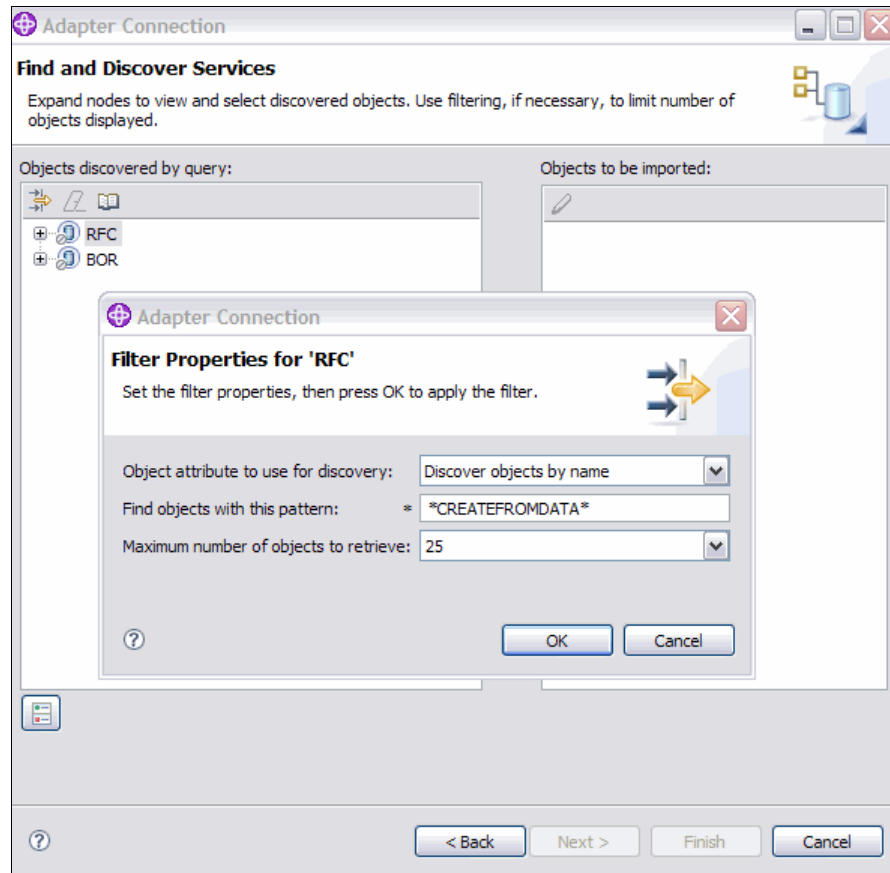 Adapter Connection
Find and Discover Services
Expand nodes to view and select discovered objects. Use filtering, if necessary, to limit number of
objects displayed.
Objects discovered by query:
Objects to be imported:
RFC
BOR
Adapter Connection
Filter Properties for 'RFC'
Set the filter properties, then press OK to apply the filter.
Object attribute to use for discovery: Discover objects by name
Find objects with this pattern: * *CREATEFROMDATA*
Maximum number of objects to retrieve: 25
? OK Cancel
? < Back Next > Finish Cancel